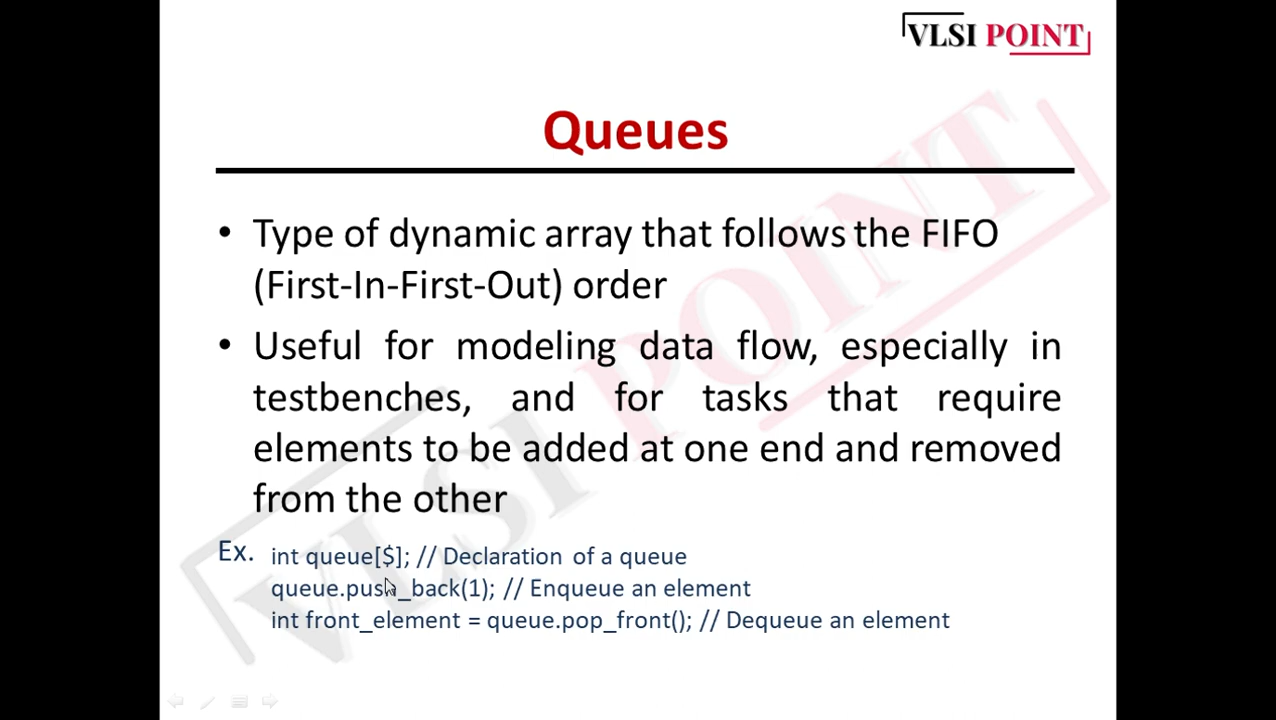 VLSI POINT
Queues
• Type of dynamic array that follows the FIFO
(First-In-First-Out) order
• Useful for modeling data flow, especially in
testbenches, and for tasks that require
elements to be added at one end and removed
from the other
Ex. int queue[$]; // Declaration of a queue
queue.push_back(1); // Enqueue an element
int front_element = queue.pop_front(); // Dequeue an element
VLSI POINT